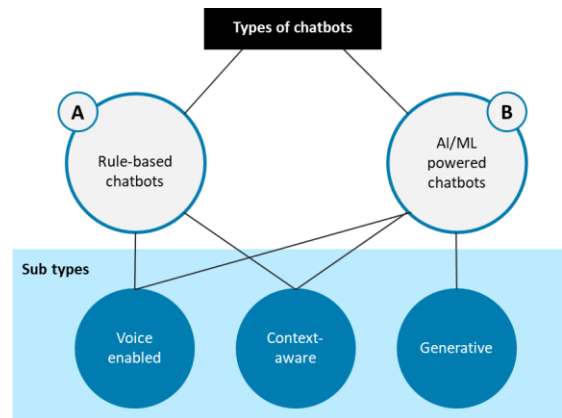 Types of chatbots
A
B
Rule-based
chatbots
AI/ML
powered
chatbots
Sub types
Voice
enabled
Context-
aware
Generative